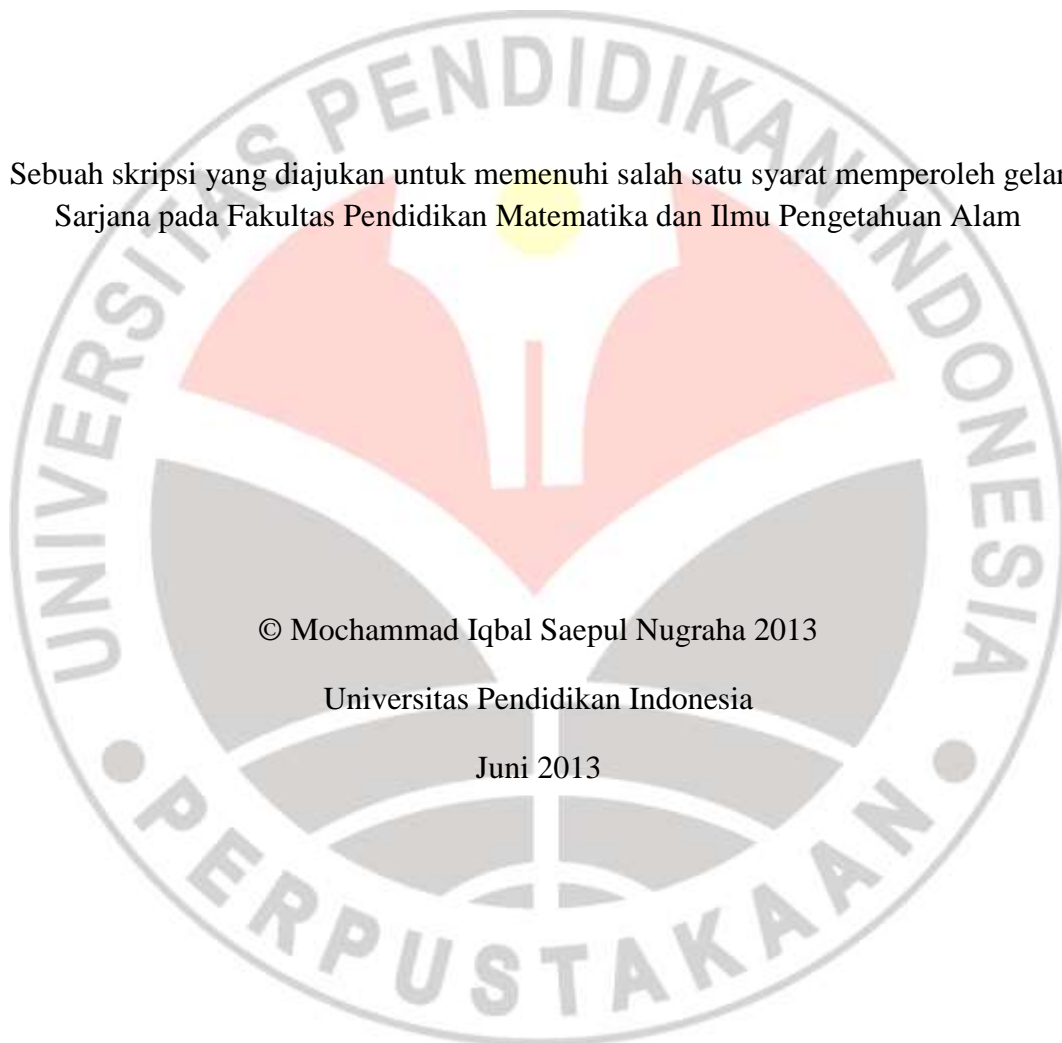 Sebuah skripsi yang diajukan untuk memenuhi salah satu syarat memperoleh gelar
Sarjana pada Fakultas Pendidikan Matematika dan Ilmu Pengetahuan Alam
© Mochammad Iqbal Saepul Nugraha 2013
Universitas Pendidikan Indonesia
Juni 2013
UNIVERSITAS PENDIDIKAN INDONESIA
PERPUSTAKAAN